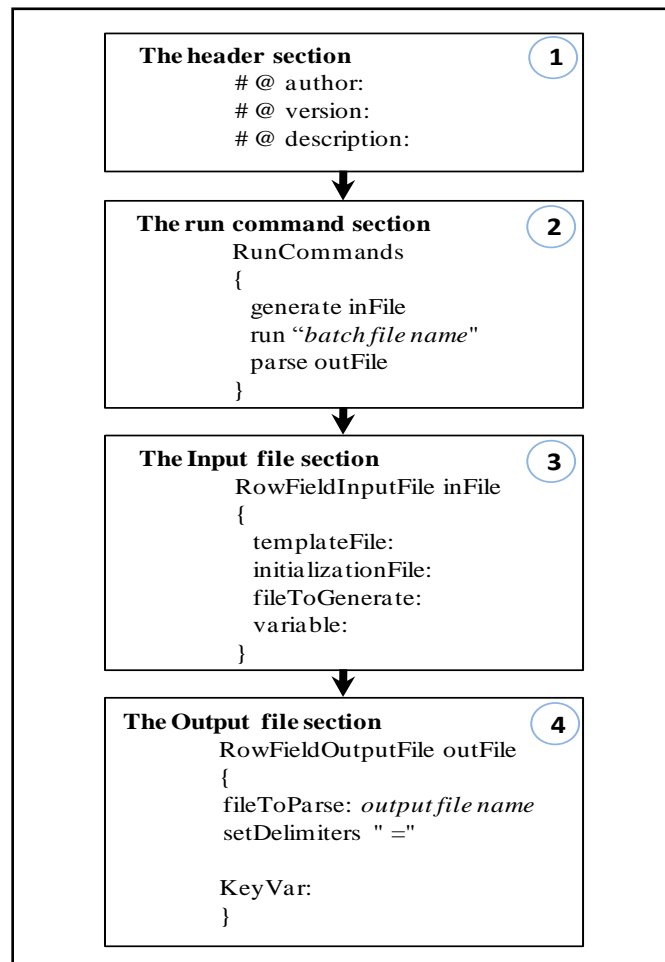 The header section 1
# @ author:
# @ version:
# @ description:
The run command section 2
RunCommands
{
generate inFile
run “batch file name"
parse outFile
}
The Input file section 3
RowFieldInputFile inFile
{
templateFile:
initializationFile:
fileToGenerate:
variable:
}
The Output file section 4
RowFieldOutputFile outFile
{
fileToParse: output file name
setDelimiters " ="
KeyVar:
}